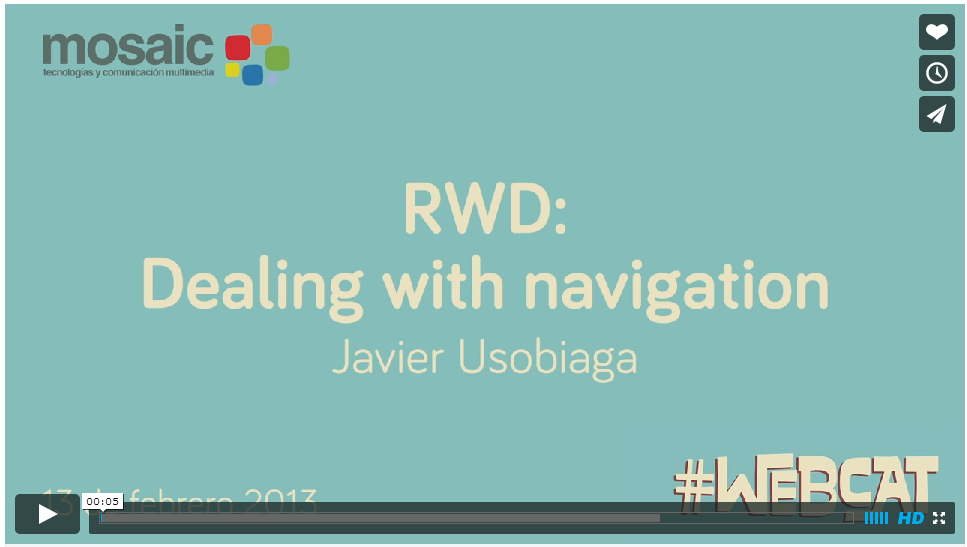 mosaic
tecnologías y comunicación multimedia
RWD:
Dealing with navigation
Javier Usobiaga
13 de febrero 2013
#WEBCAT
00:05
HD